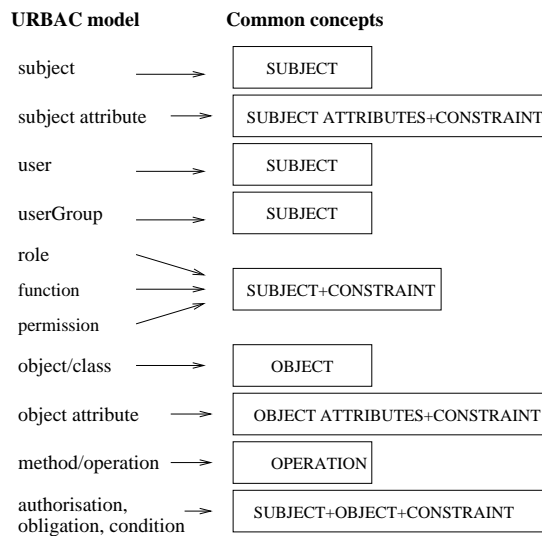 URBAC model Common concepts
subject SUBJECT
subject attribute SUBJECT ATTRIBUTES+CONSTRAINT
user SUBJECT
userGroup SUBJECT
role
function SUBJECT+CONSTRAINT
permission
object/class OBJECT
object attribute OBJECT ATTRIBUTES+CONSTRAINT
method/operation OPERATION
authorisation,
obligation, condition SUBJECT+OBJECT+CONSTRAINT